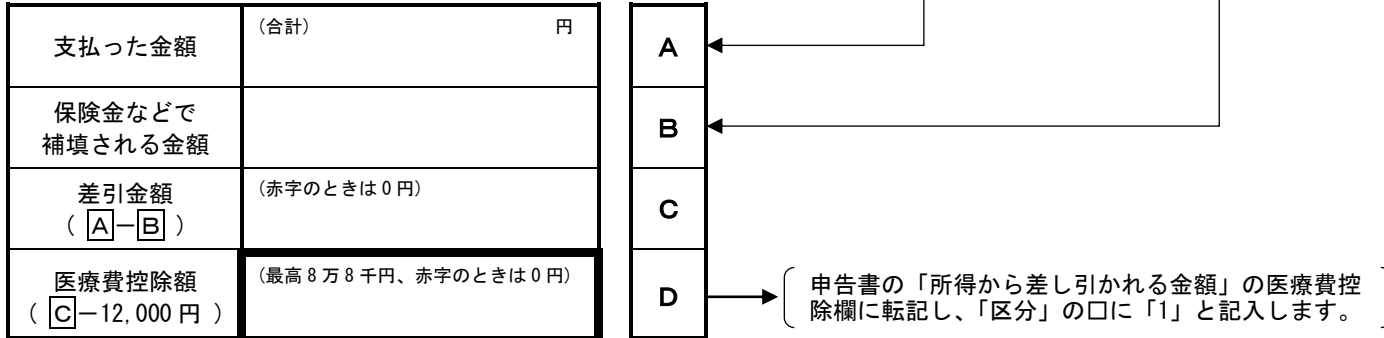 支払った金額
(合計) 円
A
保険金などで
補填される金額
B
差引金額
( A－B )
(赤字のときは0円)
C
医療費控除額
( C－12,000円 )
(最高8万8千円、赤字のときは0円)
D
申告書の「所得から差し引かれる金額」の医療費控
除欄に転記し、「区分」の□に「1」と記入します。